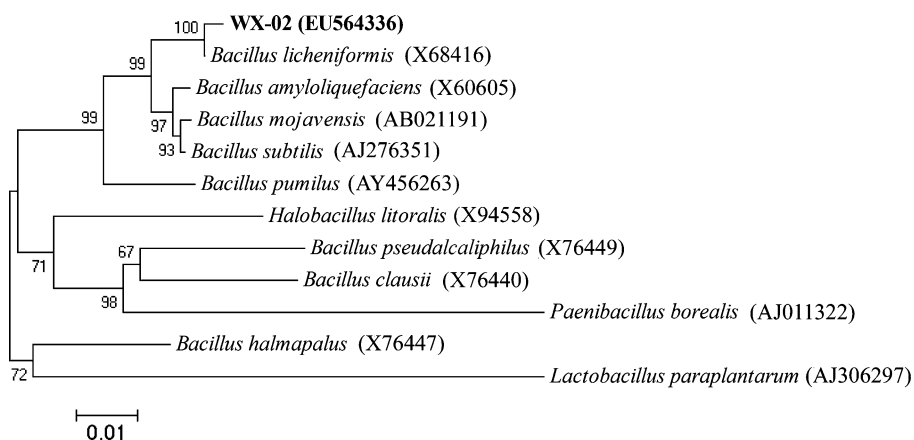 100 WX-02 (EU564336)
Bacillus licheniformis (X68416)
99
Bacillus amyloliquefaciens (X60605)
99
Bacillus mojavensis (AB021191)
97
93 Bacillus subtilis (AJ276351)
Bacillus pumilus (AY456263)
Halobacillus litoralis (X94558)
67 Bacillus pseudalcaliphilus (X76449)
71
Bacillus clausii (X76440)
98
Paenibacillus borealis (AJ011322)
Bacillus halmapalus (X76447)
72 Lactobacillus paraplantarum (AJ306297)
0.01